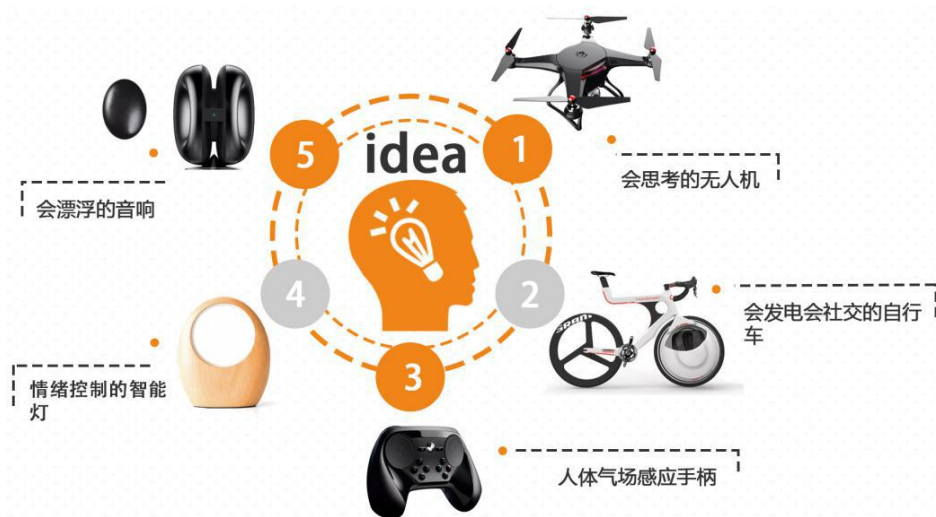 idea
1
会思考的无人机
2
会发电会社交的自行
车
3
人体气场感应手柄
4
情绪控制的智能
灯
5
会漂浮的音响
SRAM